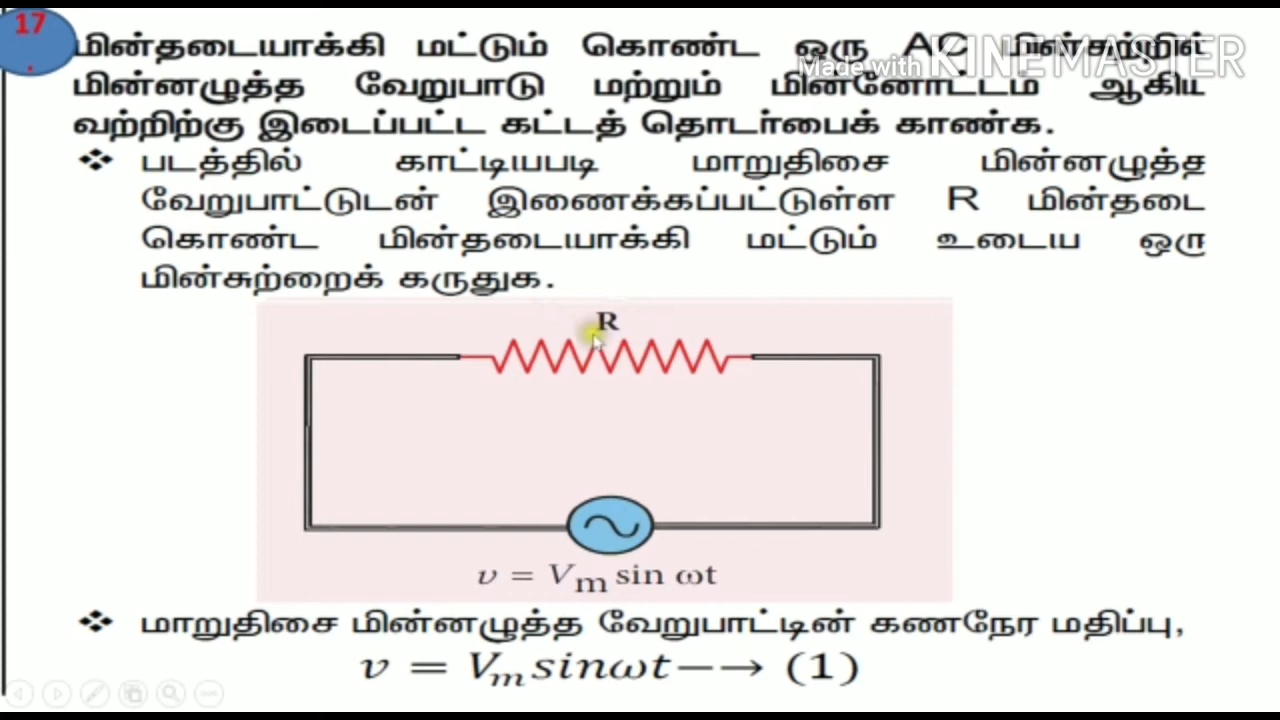 17
.
மின்தடையாக்கி மட்டும் கொண்ட ஒரு AC மின்சுற்றில்
Made with KINEMASTER
மின்னழுத்த வேறுபாடு மற்றும் மின்னோட்டம் ஆகிய
வற்றிற்கு இடைப்பட்ட கட்டத் தொடர்பைக் காண்க.
❖ படத்தில் காட்டியபடி மாறுதிசை மின்னழுத்த
வேறுபாட்டுடன் இணைக்கப்பட்டுள்ள R மின்தடை
கொண்ட மின்தடையாக்கி மட்டும் உடைய ஒரு
மின்சுற்றைக் கருதுக.
R
υ = Vm sin ωt
❖ மாறுதிசை மின்னழுத்த வேறுபாட்டின் கணநேர மதிப்பு,
v = Vm sinωt −−→ (1)